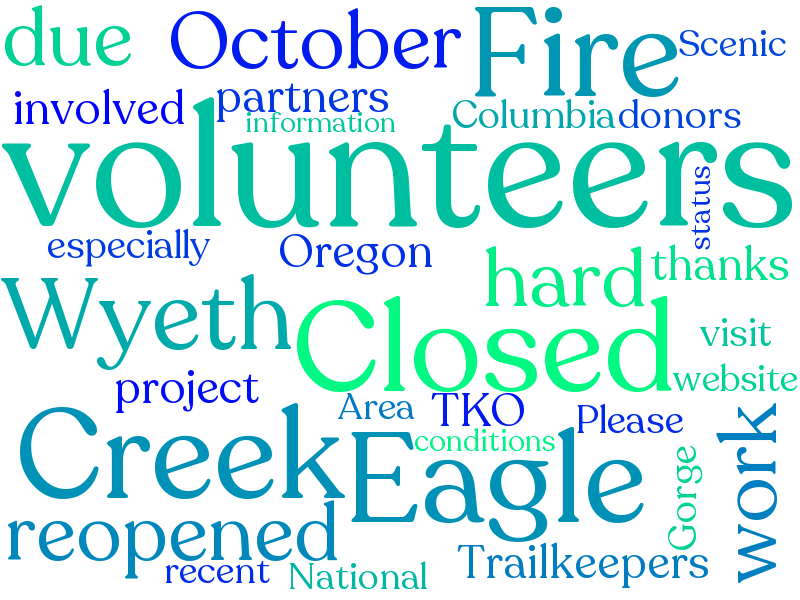 due October Fire Scenic
involved partners Columbia donors
information
volunteers
status
especially Oregon hard thanks
Wyeth Closed visit
website
project Area TKO Please
Creek Eagle conditions Gorge work
reopened
recent National Trailkeepers